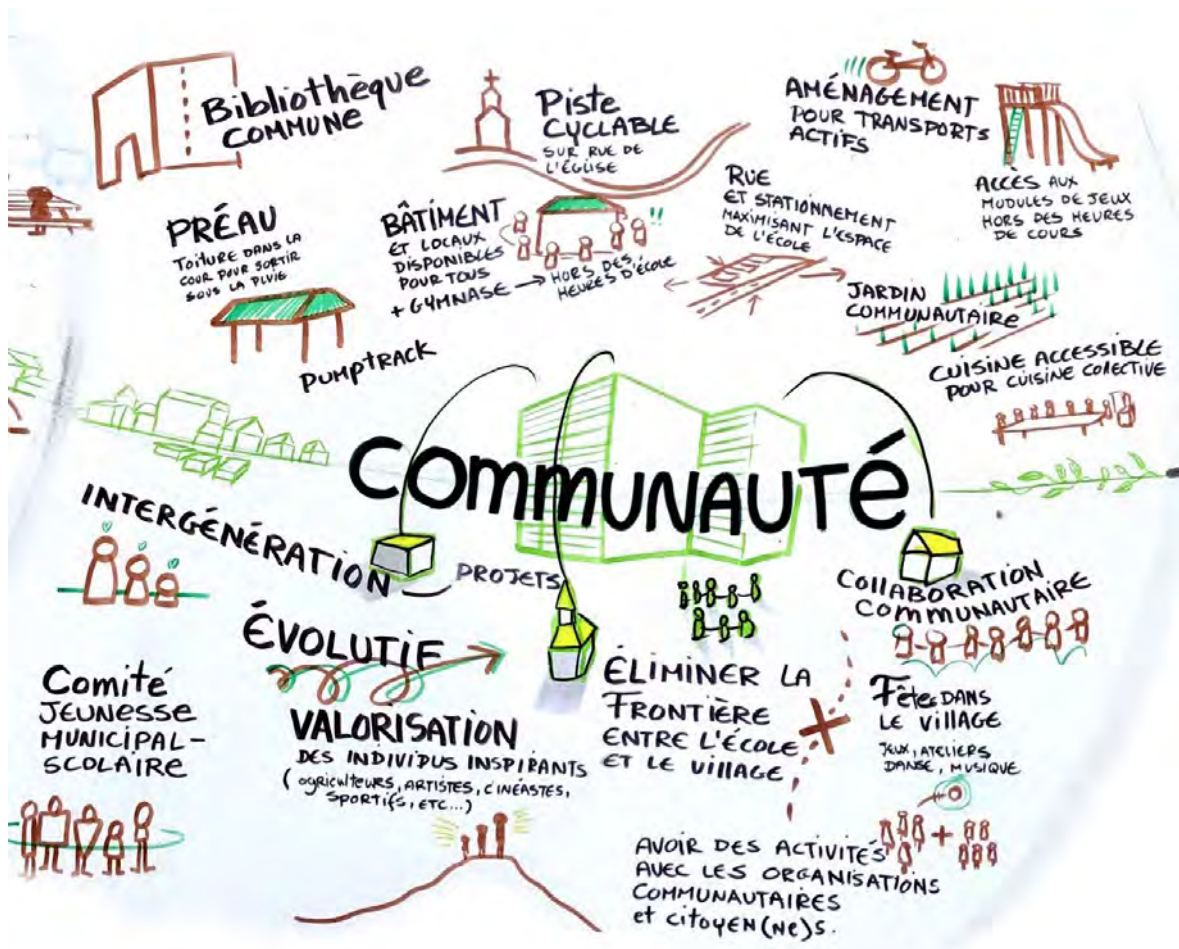 Bibliothèque
COMMUNE
Piste
CYCLABLE
SUR RUE DE
L'ÉGLISE
AMÉNAGEMENT
POUR TRANSPORTS
ACTIFS
ACCÈS AUX
MODULES DE JEUX
HORS DES HEURES
DE COURS
PRÉAU
TOITURE DANS LA
COUR POUR SORTIR
SOUS LA PLUIE
BÂTIMENT
ET LOCAUX
DISPONIBLES
POUR TOUS
+ GYMNASE → HORS DES
HEURES D'ÉCOLE
!!
RUE
ET STATIONNEMENT
MAXIMISANT L'ESPACE
DE L'ÉCOLE
JARDIN
COMMUNAUTAIRE
PUMPTRACK
CUISINE ACCESSIBLE
POUR CUISINE COLLECTIVE
COMMUNAUTÉ
INTERGÉNÉRATION
PROJETS
COLLABORATION
COMMUNAUTAIRE
ÉVOLUTIF
Comité
JEUNESSE
MUNICIPAL-
SCOLAIRE
VALORISATION
DES INDIVIDUS INSPIRANTS
(agriculteurs, ARTISTES, CINÉASTES,
SPORTIFS, ETC...)
ÉLIMINER LA
FRONTIÈRE
ENTRE L'ÉCOLE
ET LE VILLAGE
Fêtes DANS
LE VILLAGE
JEUX, ATELIERS
DANSE, MUSIQUE
AVOIR DES ACTIVITÉS
AVEC LES ORGANISATIONS
COMMUNAUTAIRES
et citoyen(ne)s.